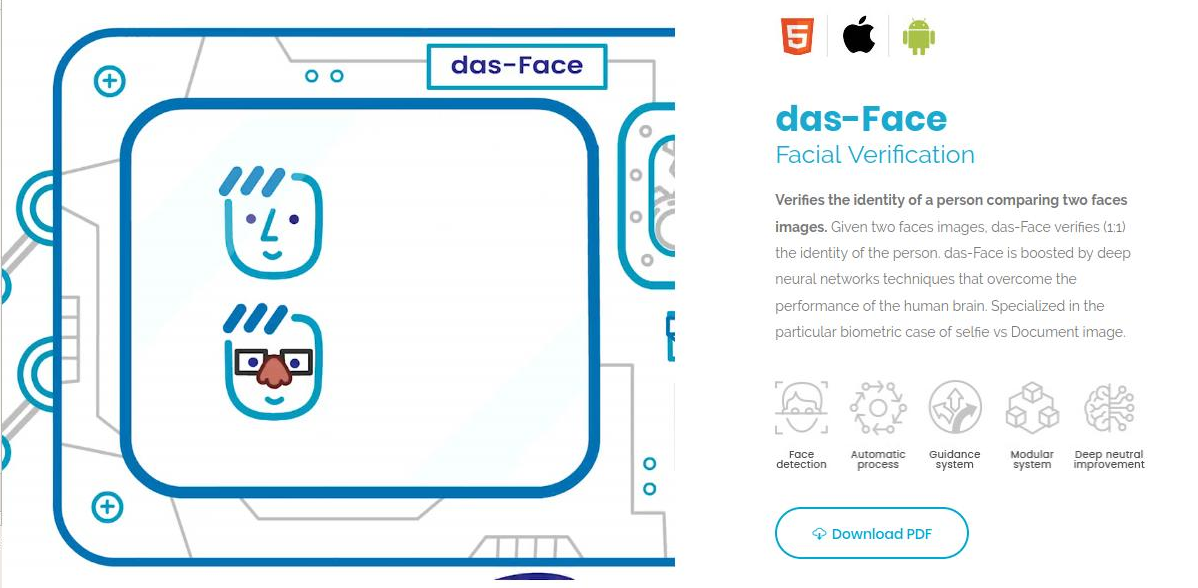 das-Face
5
das-Face
Facial Verification
Verifies the identity of a person comparing two faces
images. Given two faces images, das-Face verifies (1:1)
the identity of the person. das-Face is boosted by deep
neural networks techniques that overcome the
performance of the human brain. Specialized in the
particular biometric case of selfie vs Document image.
Face
detection
Automatic
process
Guidance
system
Modular
system
Deep neutral
improvement
Download PDF